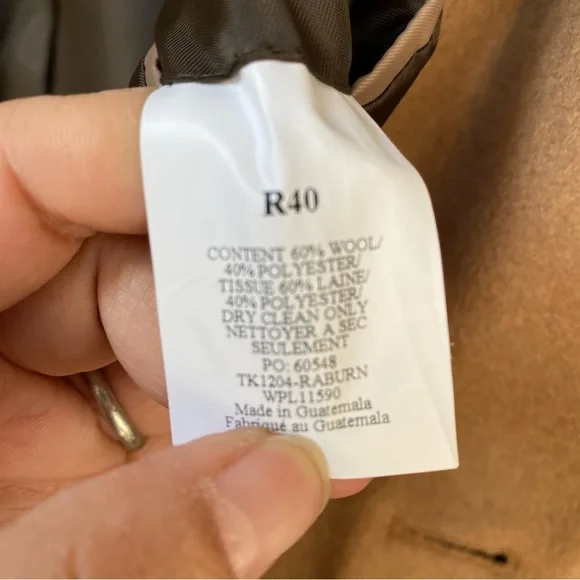 R40
CONTENT 60% WOOL/
40% POLYESTER/
TISSUE 60% LAINE/
40% POLYESTER/
DRY CLEAN ONLY
NETTOYER A SEC
SEULEMENT
PO: 60548
TK1204-RABURN
WPL11590
Made in Guatemala
Fabriqué au Guatemala